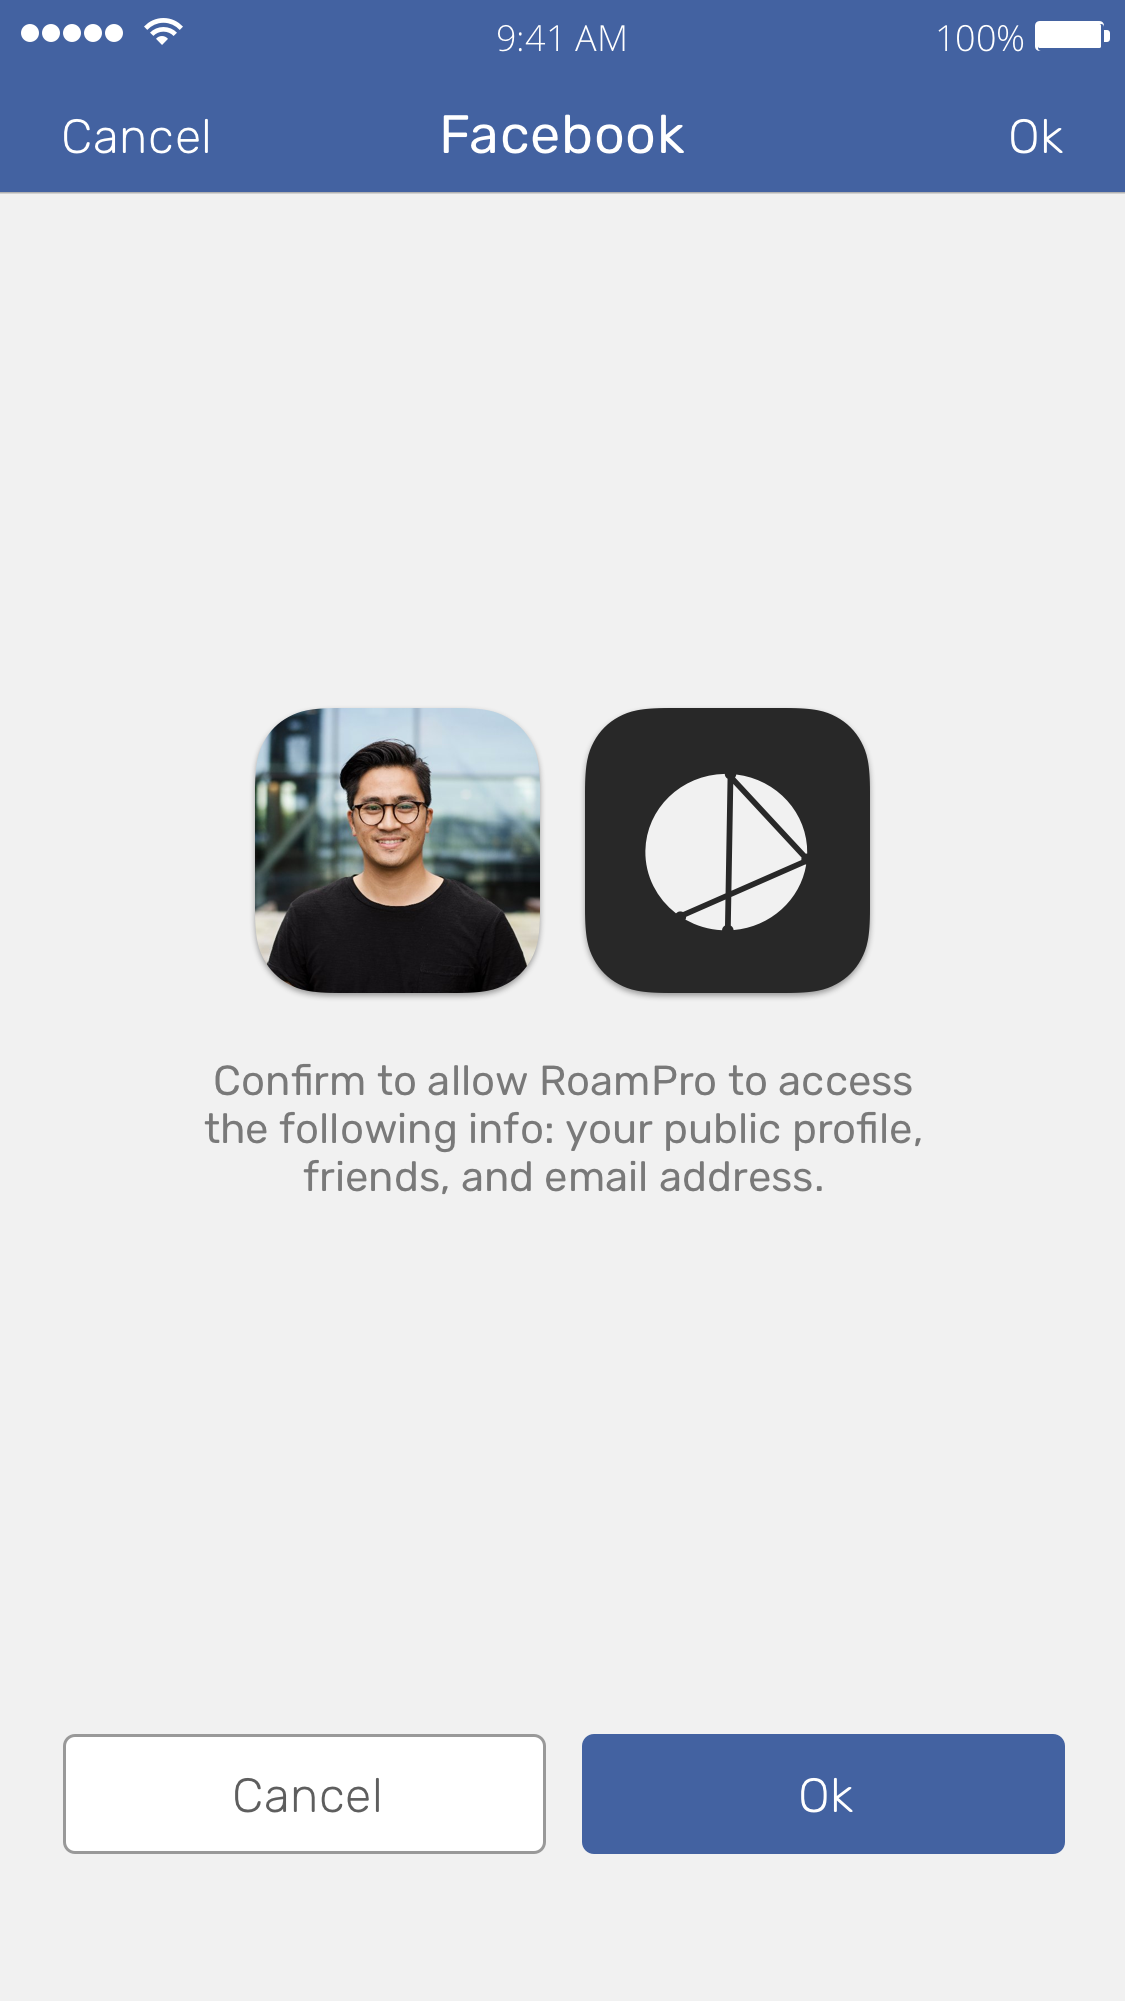 9:41 AM
100%
Cancel
Facebook
Ok
Confirm to allow RoamPro to access
the following info: your public profile,
friends, and email address.
Cancel
Ok